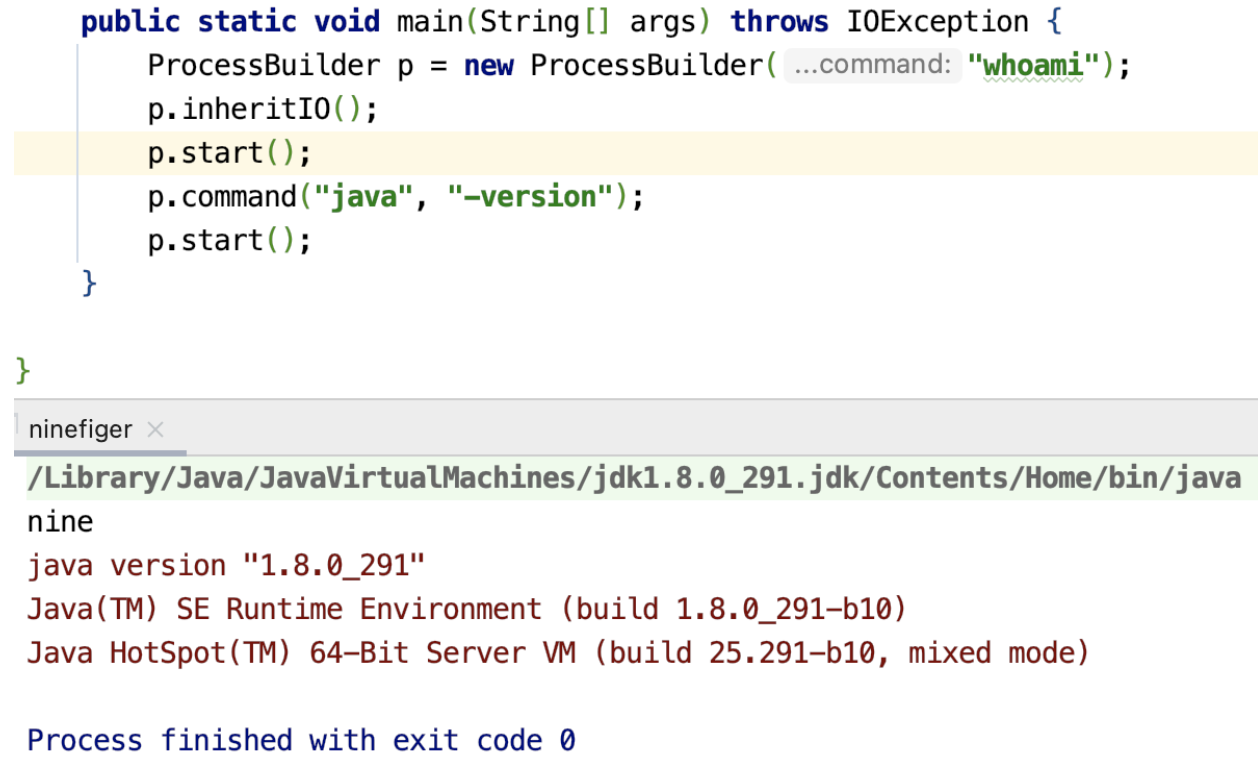 public static void main(String[] args) throws IOException {
ProcessBuilder p = new ProcessBuilder( ...command: "whoami");
p.inheritIO();
p.start();
p.command("java", "-version");
p.start();
}
}
ninefiger ×
/Library/Java/JavaVirtualMachines/jdk1.8.0_291.jdk/Contents/Home/bin/java
nine
java version "1.8.0_291"
Java(TM) SE Runtime Environment (build 1.8.0_291-b10)
Java HotSpot(TM) 64-Bit Server VM (build 25.291-b10, mixed mode)
Process finished with exit code 0